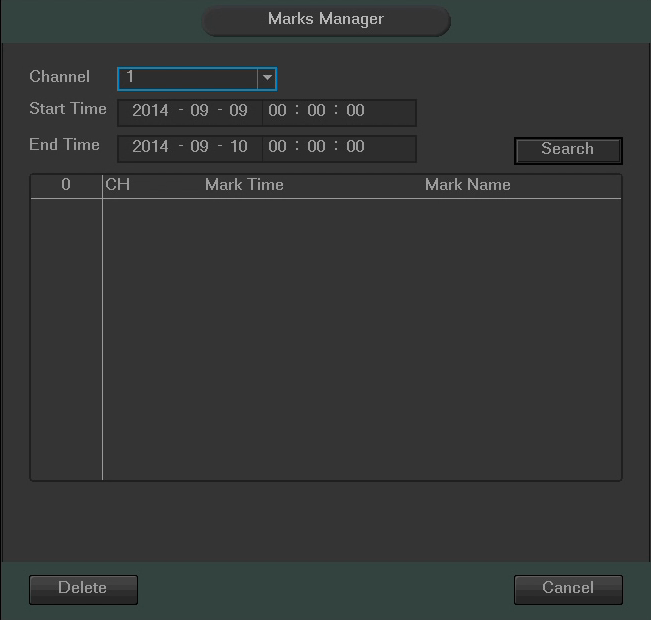 Marks Manager
Channel 1
Start Time 2014 - 09 - 09 00 : 00 : 00
End Time 2014 - 09 - 10 00 : 00 : 00
Search
0 CH Mark Time Mark Name
Delete Cancel